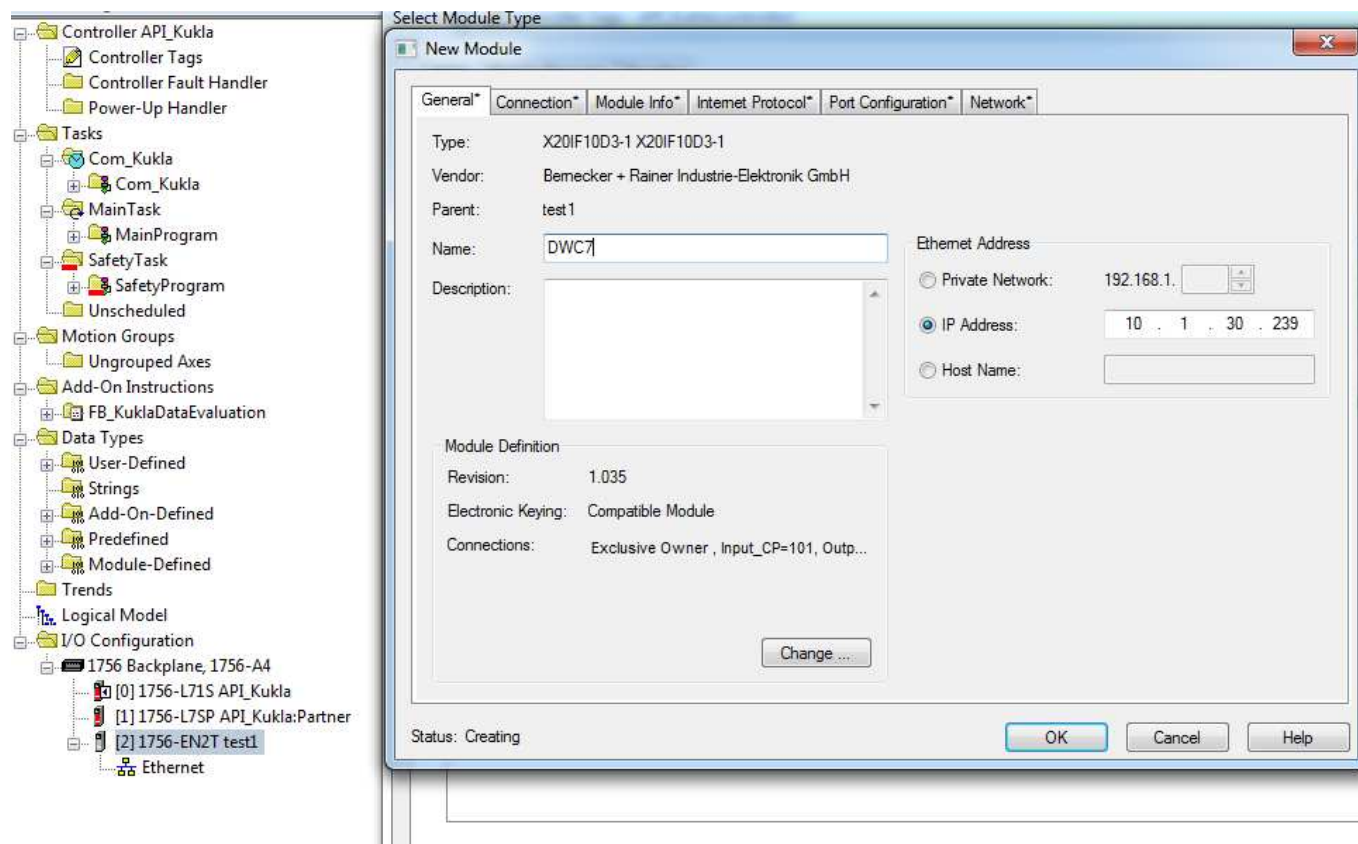 Controller API_Kukla
Controller Tags
Controller Fault Handler
Power-Up Handler
Tasks
Com_Kukla
Com_Kukla
MainTask
MainProgram
SafetyTask
SafetyProgram
Unscheduled
Motion Groups
Ungrouped Axes
Add-On Instructions
FB_KuklaDataEvaluation
Data Types
User-Defined
Strings
Add-On-Defined
Predefined
Module-Defined
Trends
Logical Model
I/O Configuration
1756 Backplane, 1756-A4
[0] 1756-L71S API_Kukla
[1] 1756-L7SP API_Kukla:Partner
[2] 1756-EN2T test1
Ethernet
Select Module Type
New Module
General* Connection* Module Info* Internet Protocol* Port Configuration* Network*
Type: X20IF10D3-1 X20IF10D3-1
Vendor: Bernecker + Rainer Industrie-Elektronik GmbH
Parent: test1
Name: DWC7
Description:
Ethernet Address
Private Network: 192.168.1.
IP Address: 10 . 1 . 30 . 239
Host Name:
Module Definition
Revision: 1.035
Electronic Keying: Compatible Module
Connections: Exclusive Owner , Input_CP=101, Outp...
Change ...
Status: Creating
OK Cancel Help